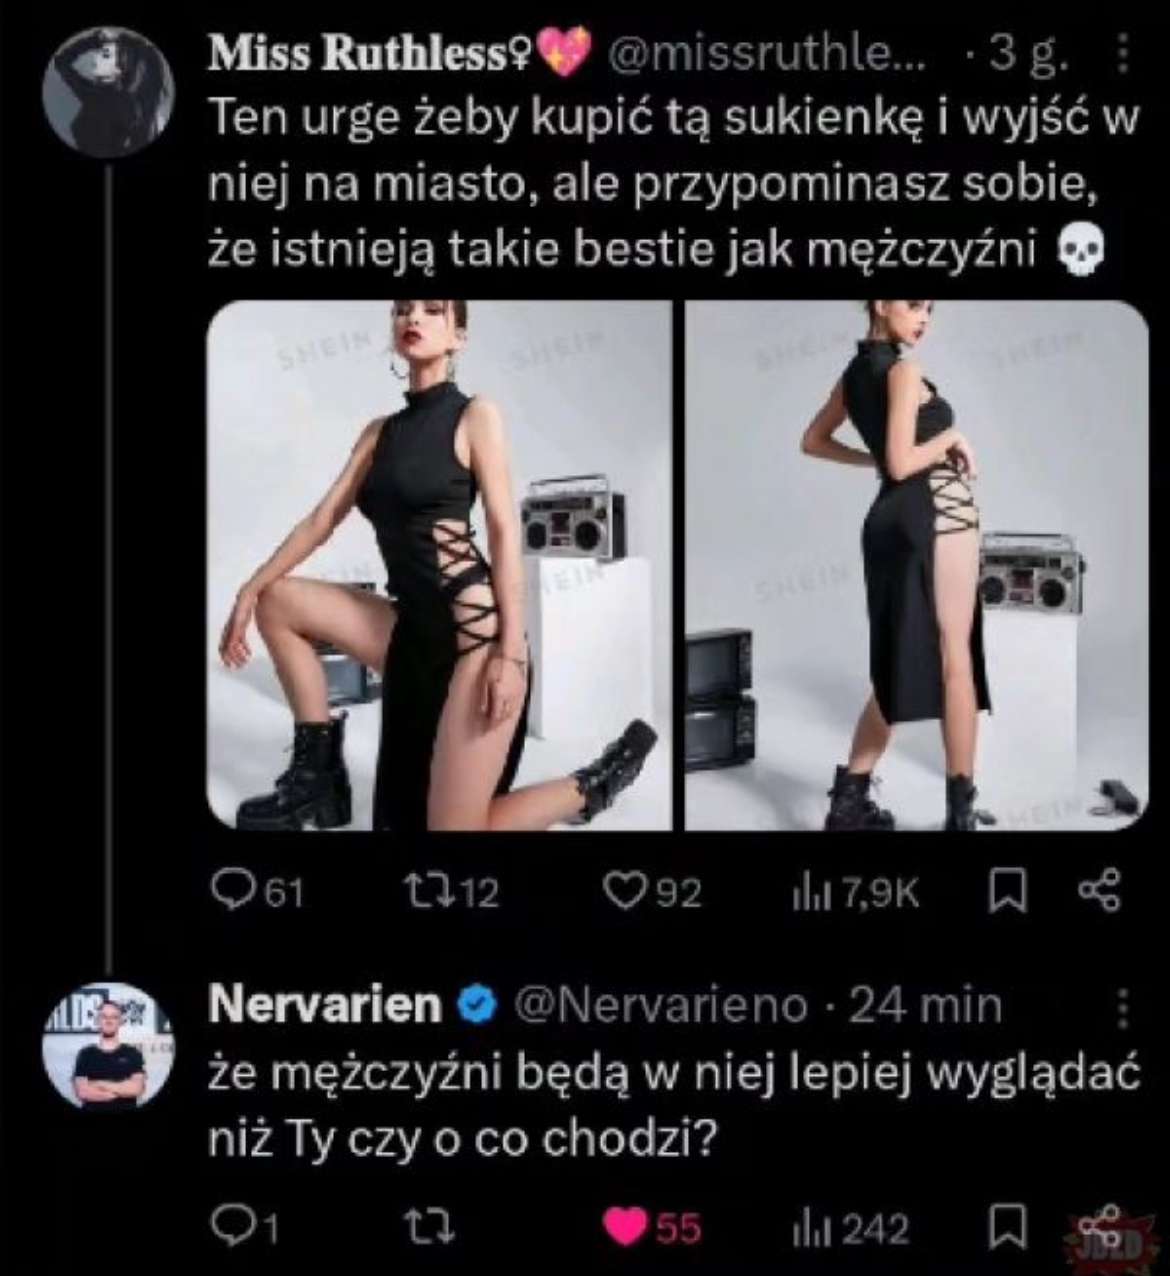 Miss Ruthless♀💖 @missruthle... · 3 g.
Ten urge żeby kupić tą sukienkę i wyjść w
niej na miasto, ale przypominasz sobie,
że istnieją takie bestie jak mężczyźni 💀
SHEIN SHEIN SHEIN SHEIN
SHEIN SHEIN SHEIN
SHEIN
61 12 92 7,9K
Nervarien @Nervarieno · 24 min
że mężczyźni będą w niej lepiej wyglądać
niż Ty czy o co chodzi?
1 55 242
JBZD